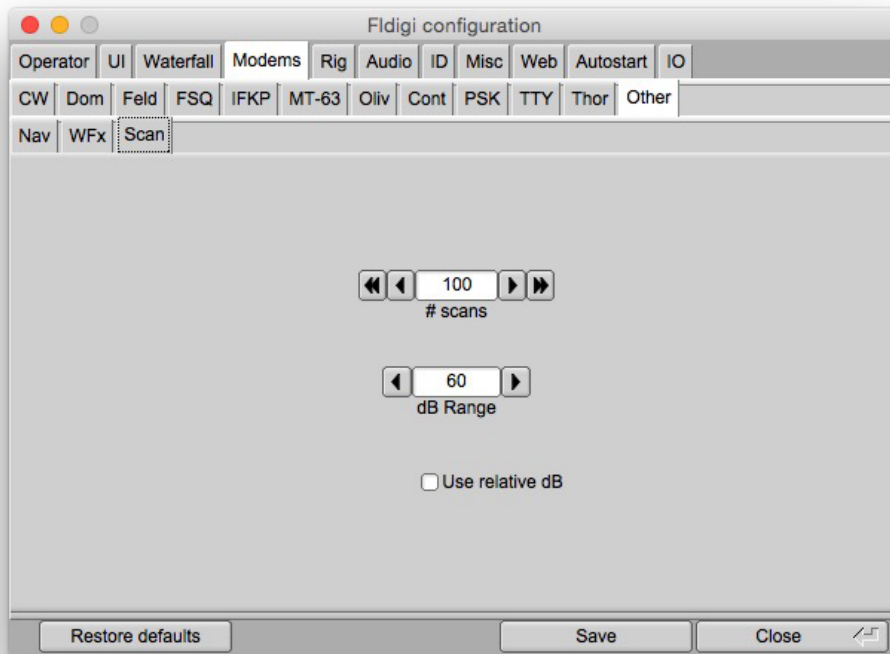 Fldigi configuration
Operator UI Waterfall Modems Rig Audio ID Misc Web Autostart IO
CW Dom Feld FSQ IFKP MT-63 Oliv Cont PSK TTY Thor Other
Nav WFx Scan
100
# scans
60
dB Range
Use relative dB
Restore defaults Save Close